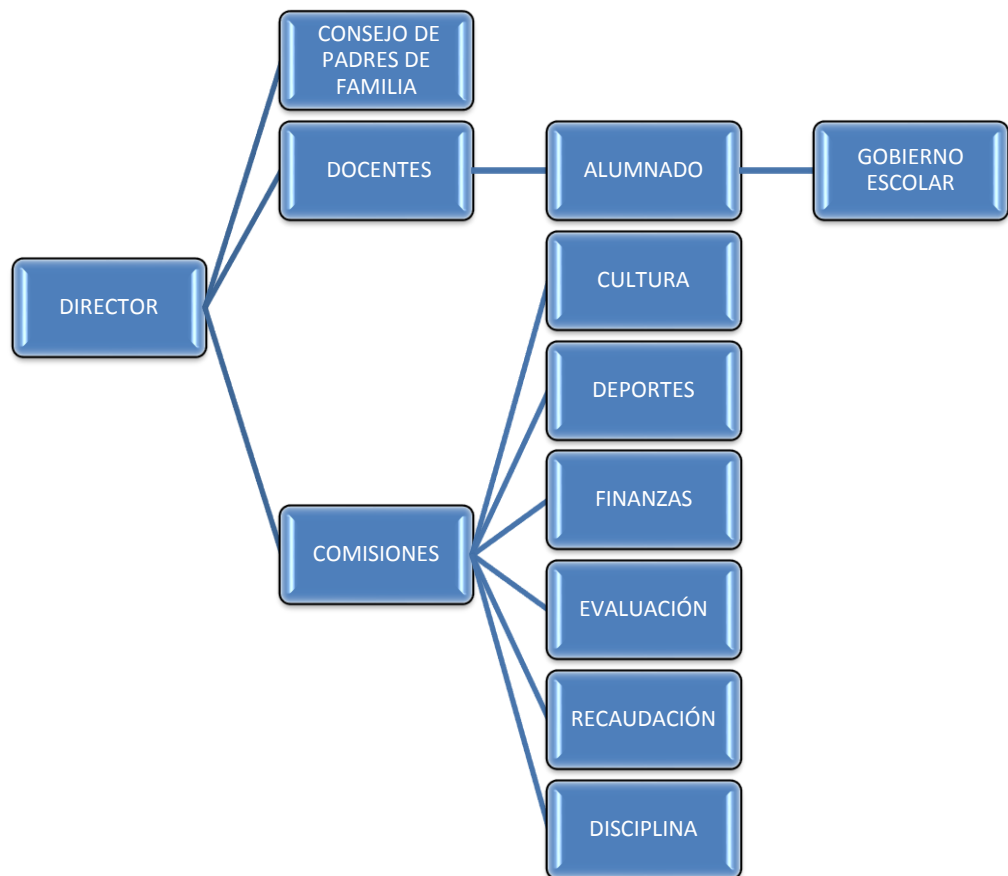 CONSEJO DE
PADRES DE
FAMILIA
DOCENTES
ALUMNADO
GOBIERNO
ESCOLAR
DIRECTOR
CULTURA
DEPORTES
FINANZAS
COMISIONES
EVALUACIÓN
RECAUDACIÓN
DISCIPLINA